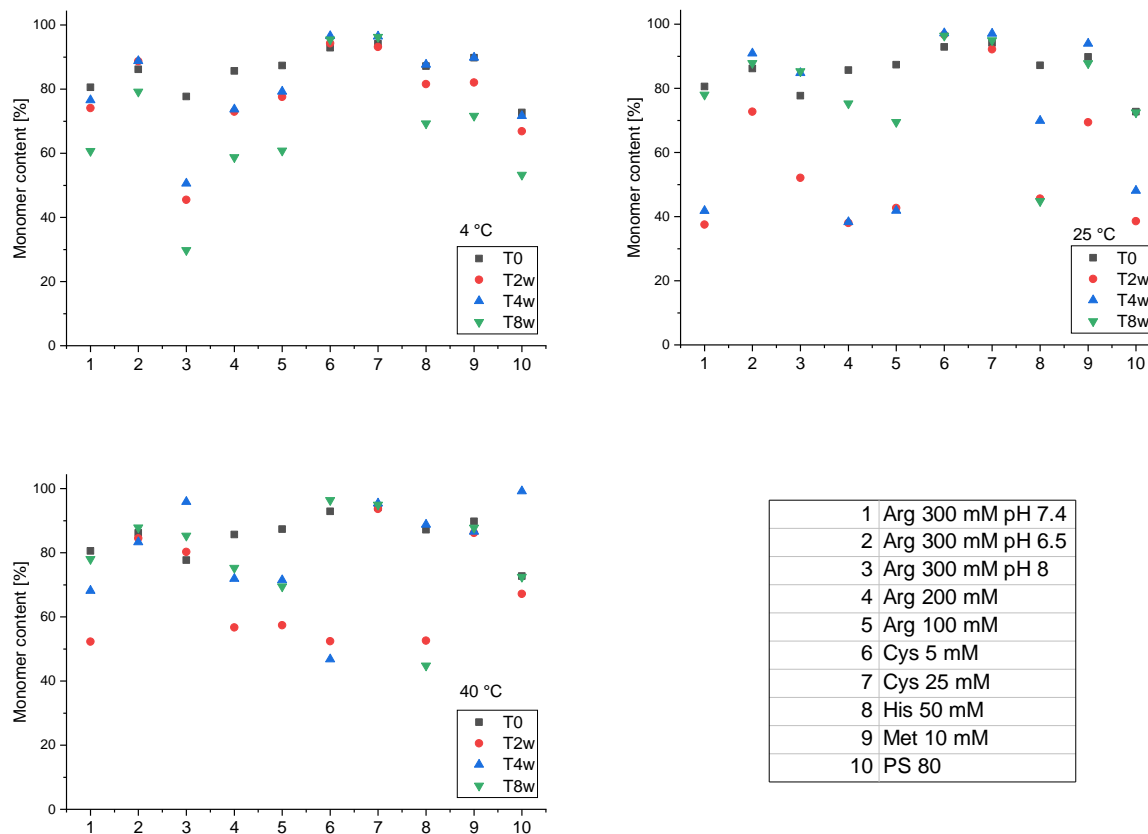 Monomer content [%]
100
80
60
40
20
0
1 2 3 4 5 6 7 8 9 10
4 °C
T0
T2w
T4w
T8w
Monomer content [%]
100
80
60
40
20
0
1 2 3 4 5 6 7 8 9 10
25 °C
T0
T2w
T4w
T8w
Monomer content [%]
100
80
60
40
20
0
1 2 3 4 5 6 7 8 9 10
40 °C
T0
T2w
T4w
T8w
1 Arg 300 mM pH 7.4
2 Arg 300 mM pH 6.5
3 Arg 300 mM pH 8
4 Arg 200 mM
5 Arg 100 mM
6 Cys 5 mM
7 Cys 25 mM
8 His 50 mM
9 Met 10 mM
10 PS 80